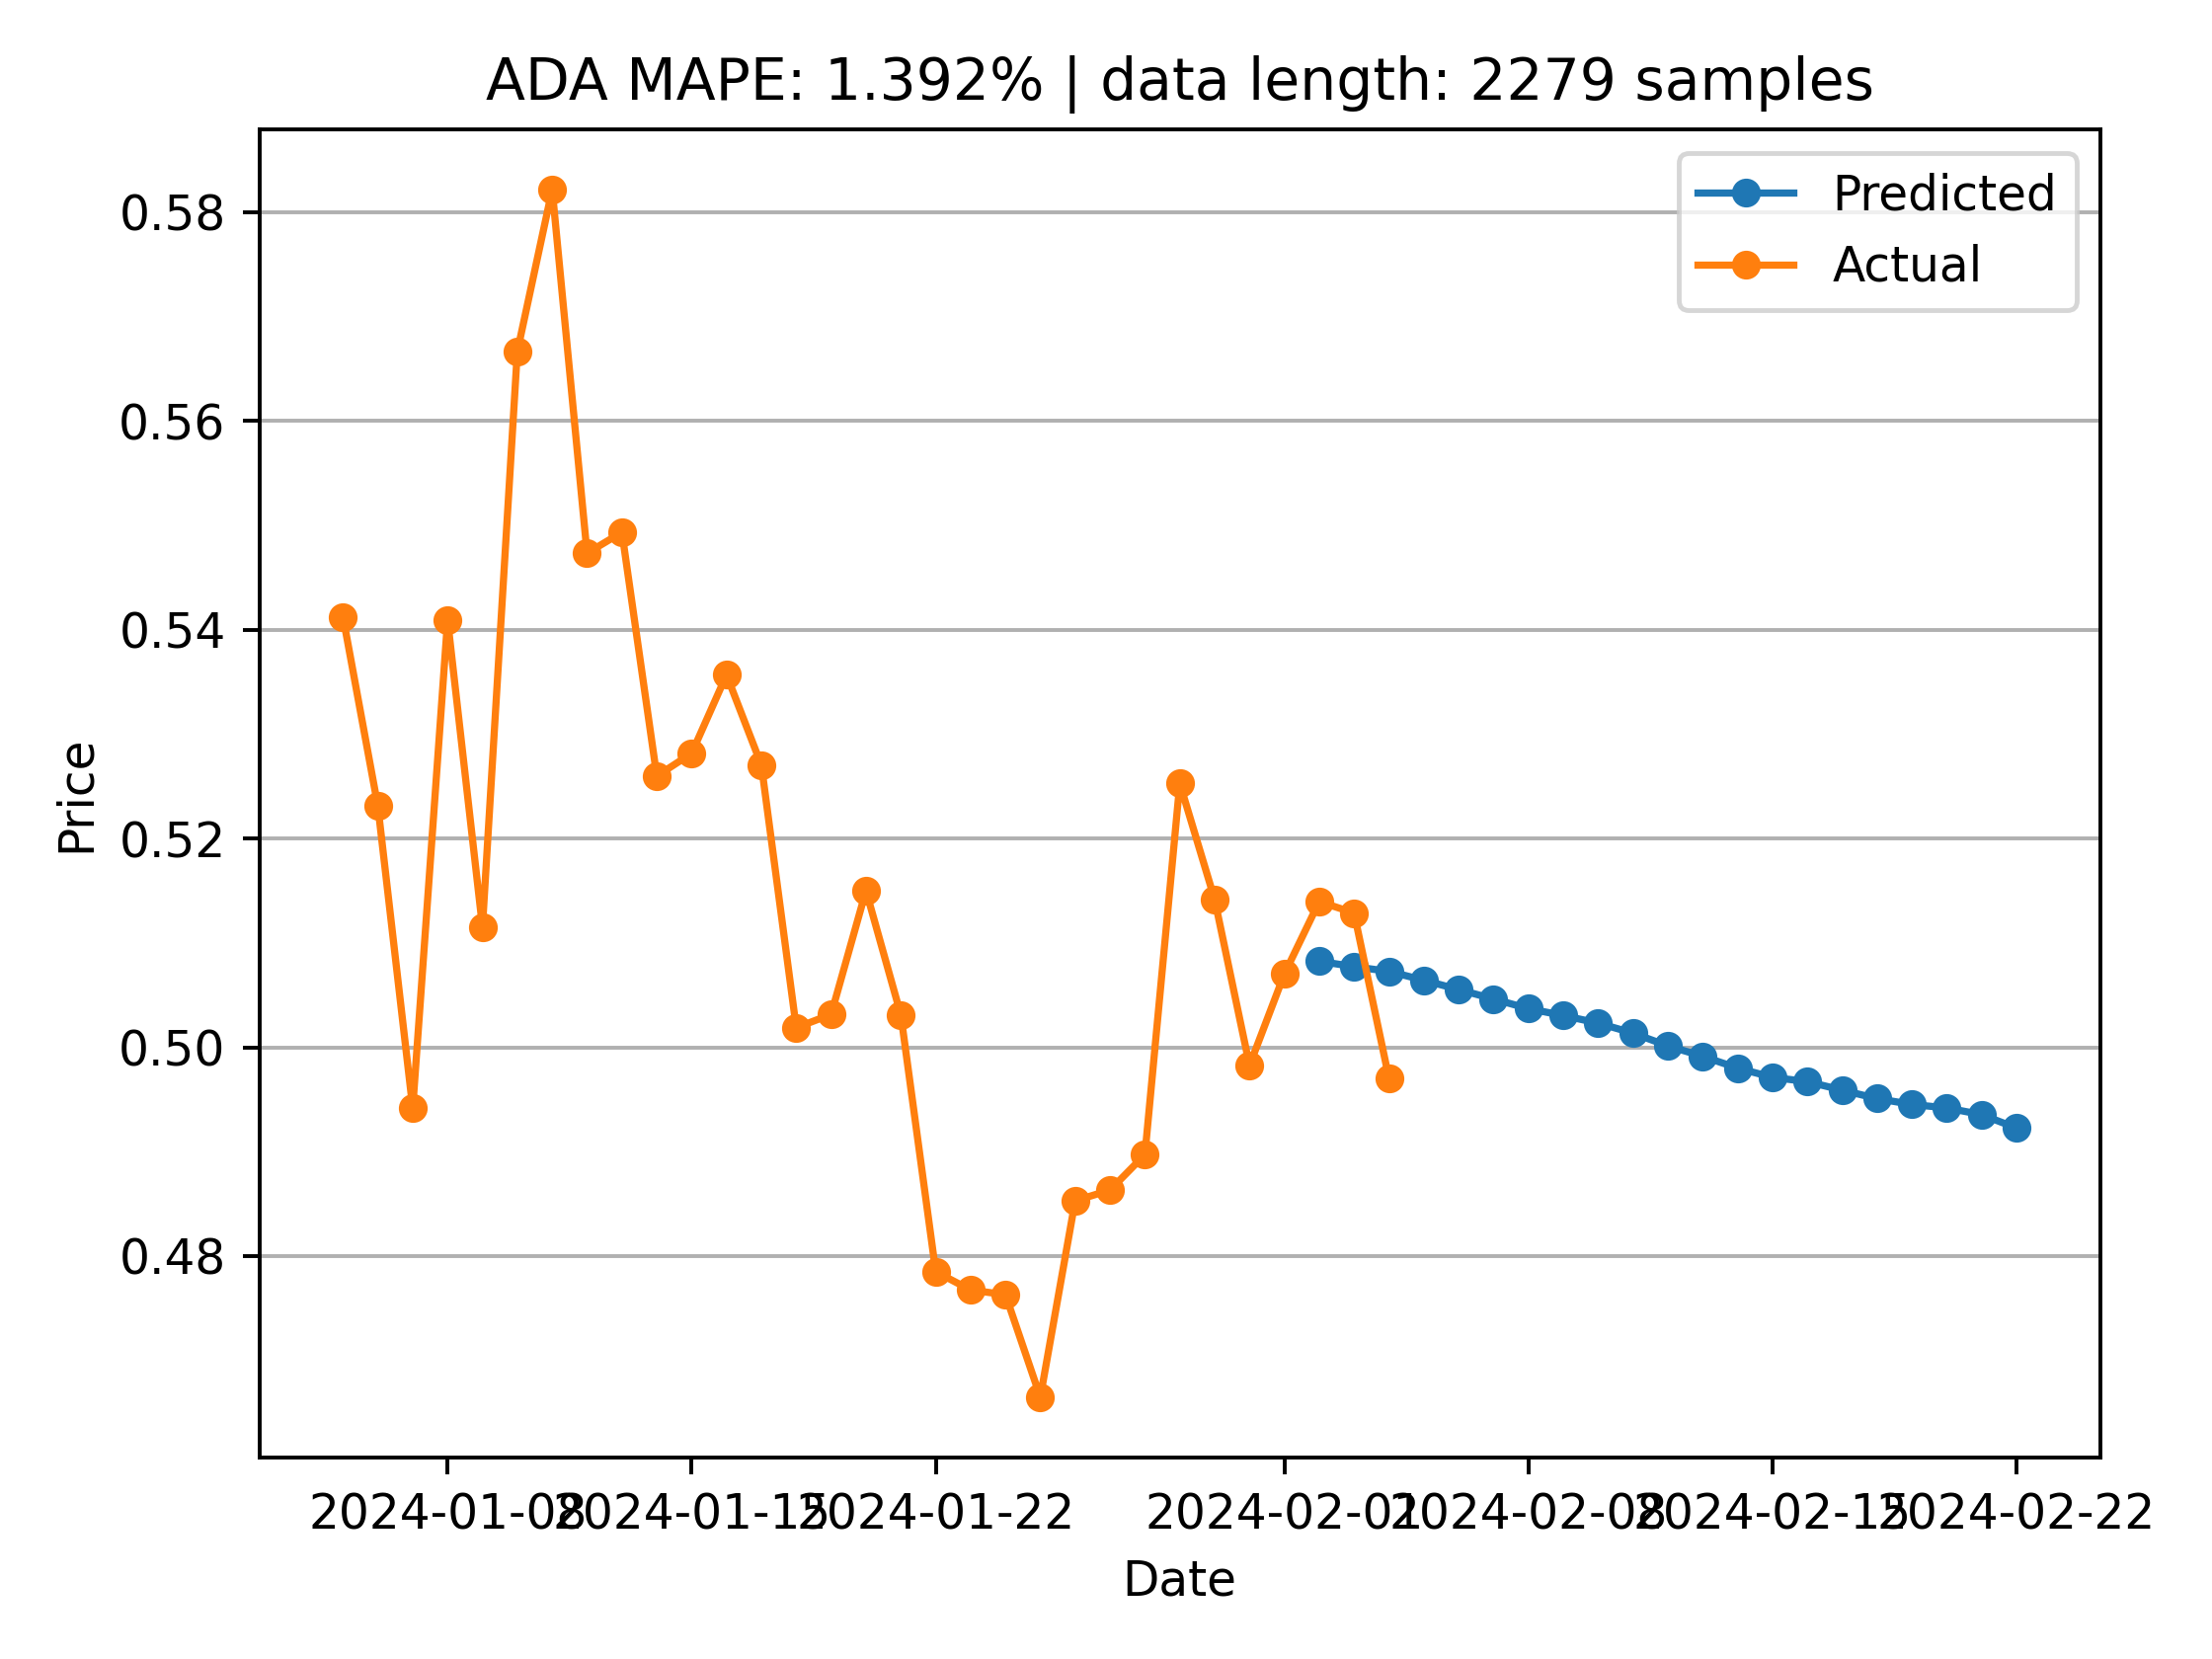 ADA MAPE: 1.392% | data length: 2279 samples
Predicted
Actual
0.58
0.56
0.54
0.52
0.50
0.48
Price
2024-01-08
2024-01-15
2024-01-22
2024-02-01
2024-02-08
2024-02-15
2024-02-22
Date